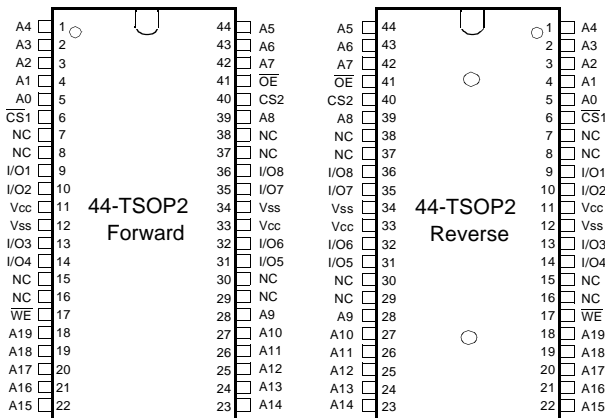 A4 1 44 A5
A3 2 43 A6
A2 3 42 A7
A1 4 41 OE
A0 5 40 CS2
CS1 6 39 A8
NC 7 38 NC
NC 8 37 NC
I/O1 9 36 I/O8
I/O2 10 35 I/O7
Vcc 11 34 Vss
Vss 12 33 Vcc
I/O3 13 32 I/O6
I/O4 14 31 I/O5
NC 15 30 NC
NC 16 29 NC
WE 17 28 A9
A19 18 27 A10
A18 19 26 A11
A17 20 25 A12
A16 21 24 A13
A15 22 23 A14
44-TSOP2
Forward
A5 44 1 A4
A6 43 2 A3
A7 42 3 A2
OE 41 4 A1
CS2 40 5 A0
A8 39 6 CS1
NC 38 7 NC
NC 37 8 NC
I/O8 36 9 I/O1
I/O7 35 10 I/O2
Vss 34 11 Vcc
Vcc 33 12 Vss
I/O6 32 13 I/O3
I/O5 31 14 I/O4
NC 30 15 NC
NC 29 16 NC
A9 28 17 WE
A10 27 18 A19
A11 26 19 A18
A12 25 20 A17
A13 24 21 A16
A14 23 22 A15
44-TSOP2
Reverse